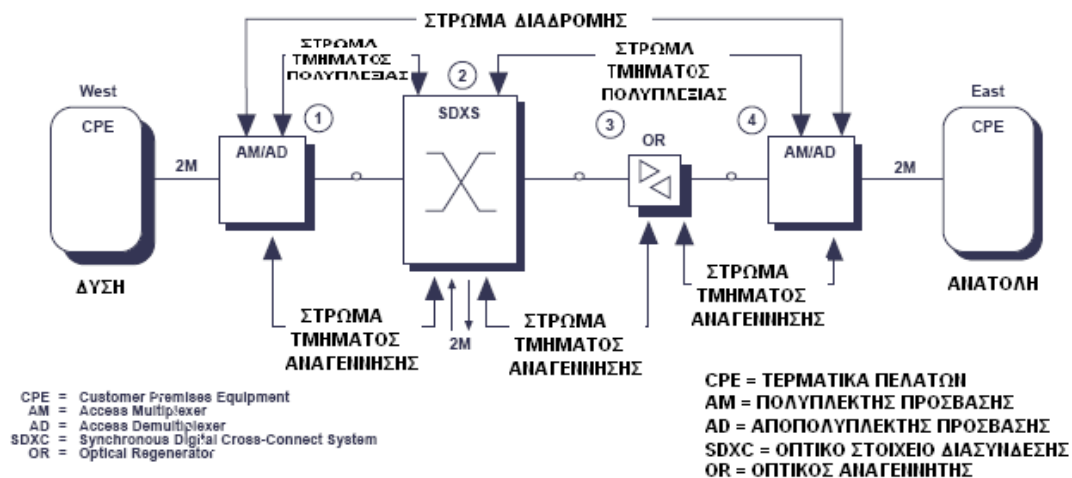 ΣΤΡΩΜΑ ΔΙΑΔΡΟΜΗΣ
ΣΤΡΩΜΑ
ΤΜΗΜΑΤΟΣ
ΠΟΛΥΠΛΕΞΙΑΣ
ΣΤΡΩΜΑ
ΤΜΗΜΑΤΟΣ
ΠΟΛΥΠΛΕΞΙΑΣ
West
CPE
1
AM/AD
2
SDXS
3
OR
4
AM/AD
East
CPE
2M
2M
ΔΥΣΗ
ΑΝΑΤΟΛΗ
ΣΤΡΩΜΑ
ΤΜΗΜΑΤΟΣ
ΑΝΑΓΕΝΝΗΣΗΣ
2M
ΣΤΡΩΜΑ
ΤΜΗΜΑΤΟΣ
ΑΝΑΓΕΝΝΗΣΗΣ
ΣΤΡΩΜΑ
ΤΜΗΜΑΤΟΣ
ΑΝΑΓΕΝΝΗΣΗΣ
CPE = Customer Premises Equipment
AM = Access Multiplexer
AD = Access Demultiplexer
SDXC = Synchronous Digital Cross-Connect System
OR = Optical Regenerator
CPE = ΤΕΡΜΑΤΙΚΑ ΠΕΛΑΤΩΝ
AM = ΠΟΛΥΠΛΕΚΤΗΣ ΠΡΟΣΒΑΣΗΣ
AD = ΑΠΟΠΟΛΥΠΛΕΚΤΗΣ ΠΡΟΣΒΑΣΗΣ
SDXC = ΟΠΤΙΚΟ ΣΤΟΙΧΕΙΟ ΔΙΑΣΥΝΔΕΣΗΣ
OR = ΟΠΤΙΚΟΣ ΑΝΑΓΕΝΝΗΤΗΣ